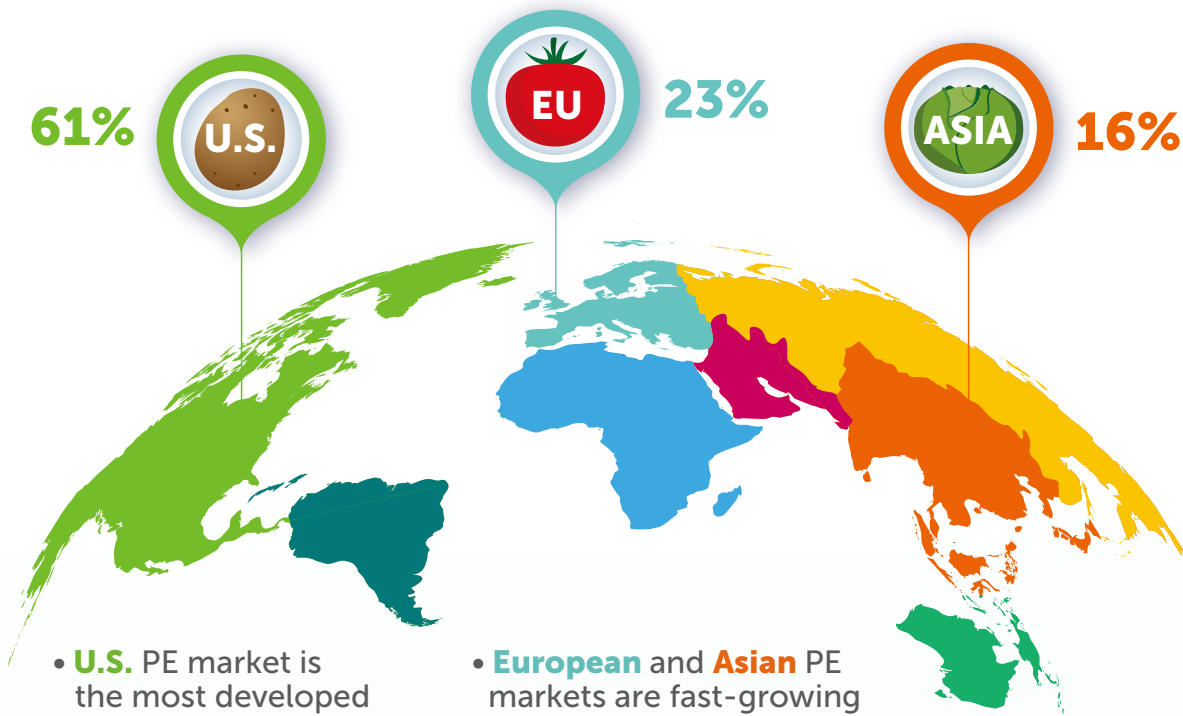 61%
U.S.
EU
23%
ASIA
16%
• U.S. PE market is
the most developed
• European and Asian PE
markets are fast-growing